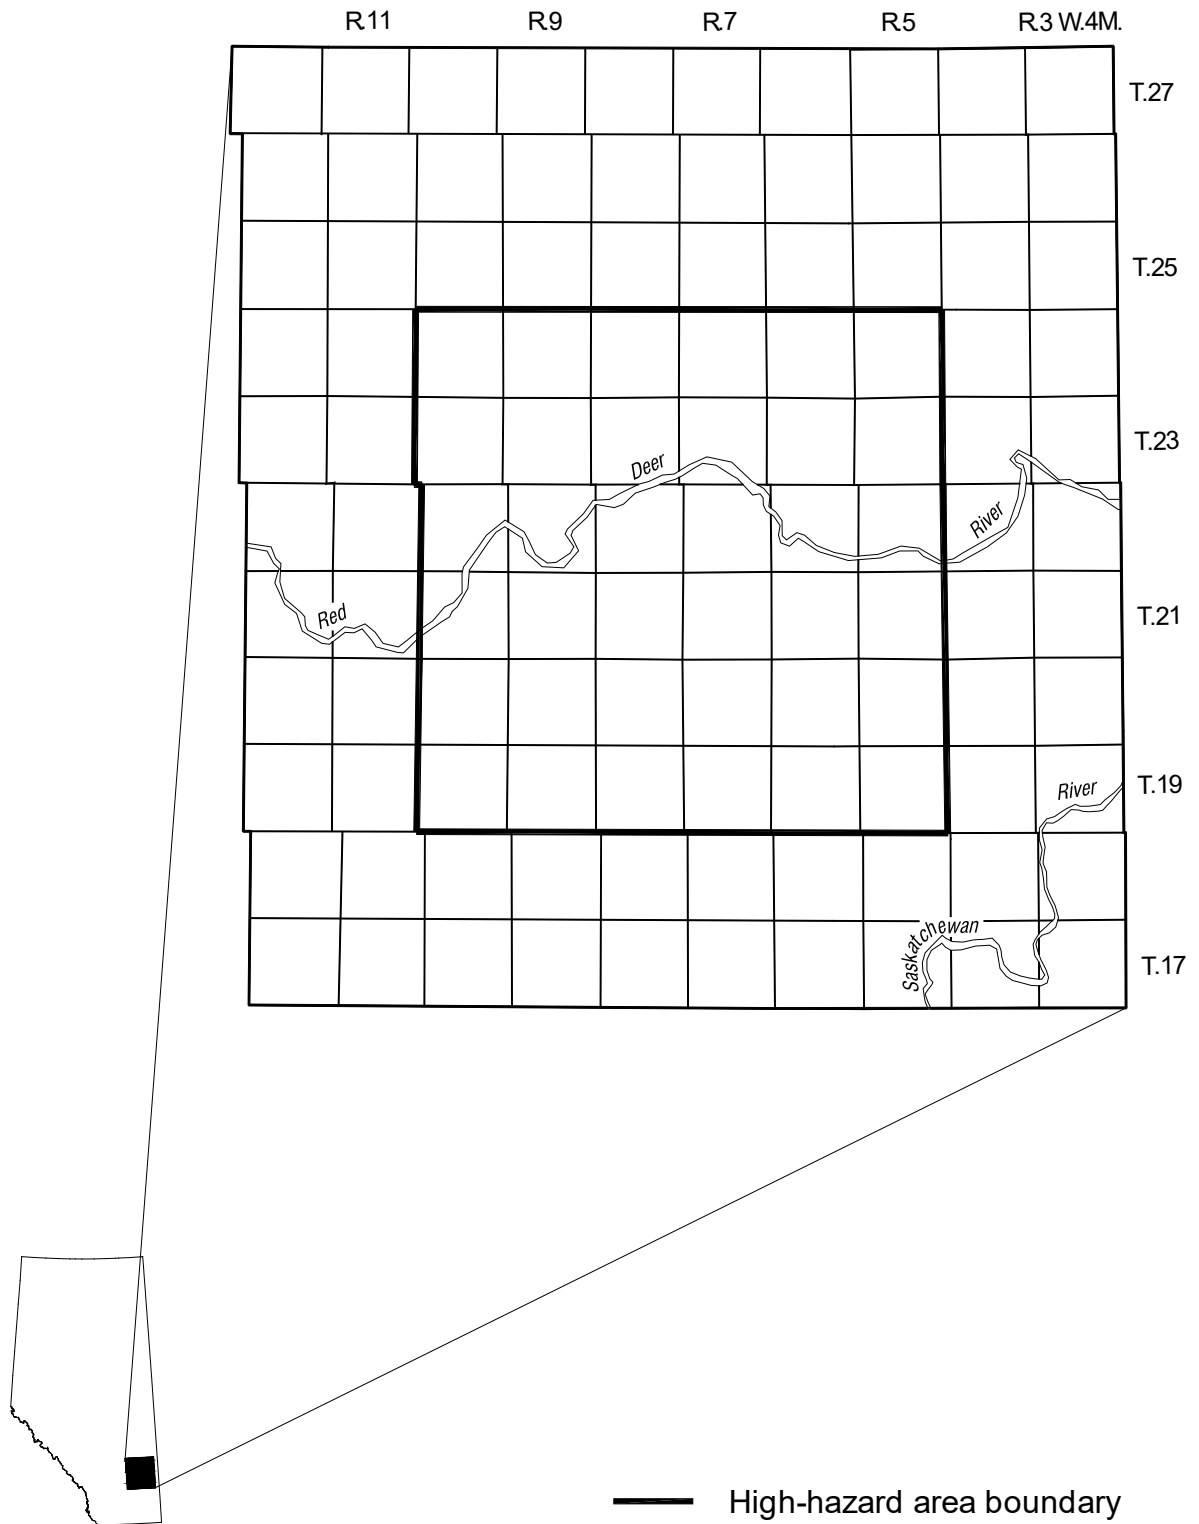 R.11 R.9 R.7 R.5 R.3 W.4M.
T.27
T.25
T.23
Deer
River
Red
T.21
T.19
River
Saskatchewan
T.17
High-hazard area boundary